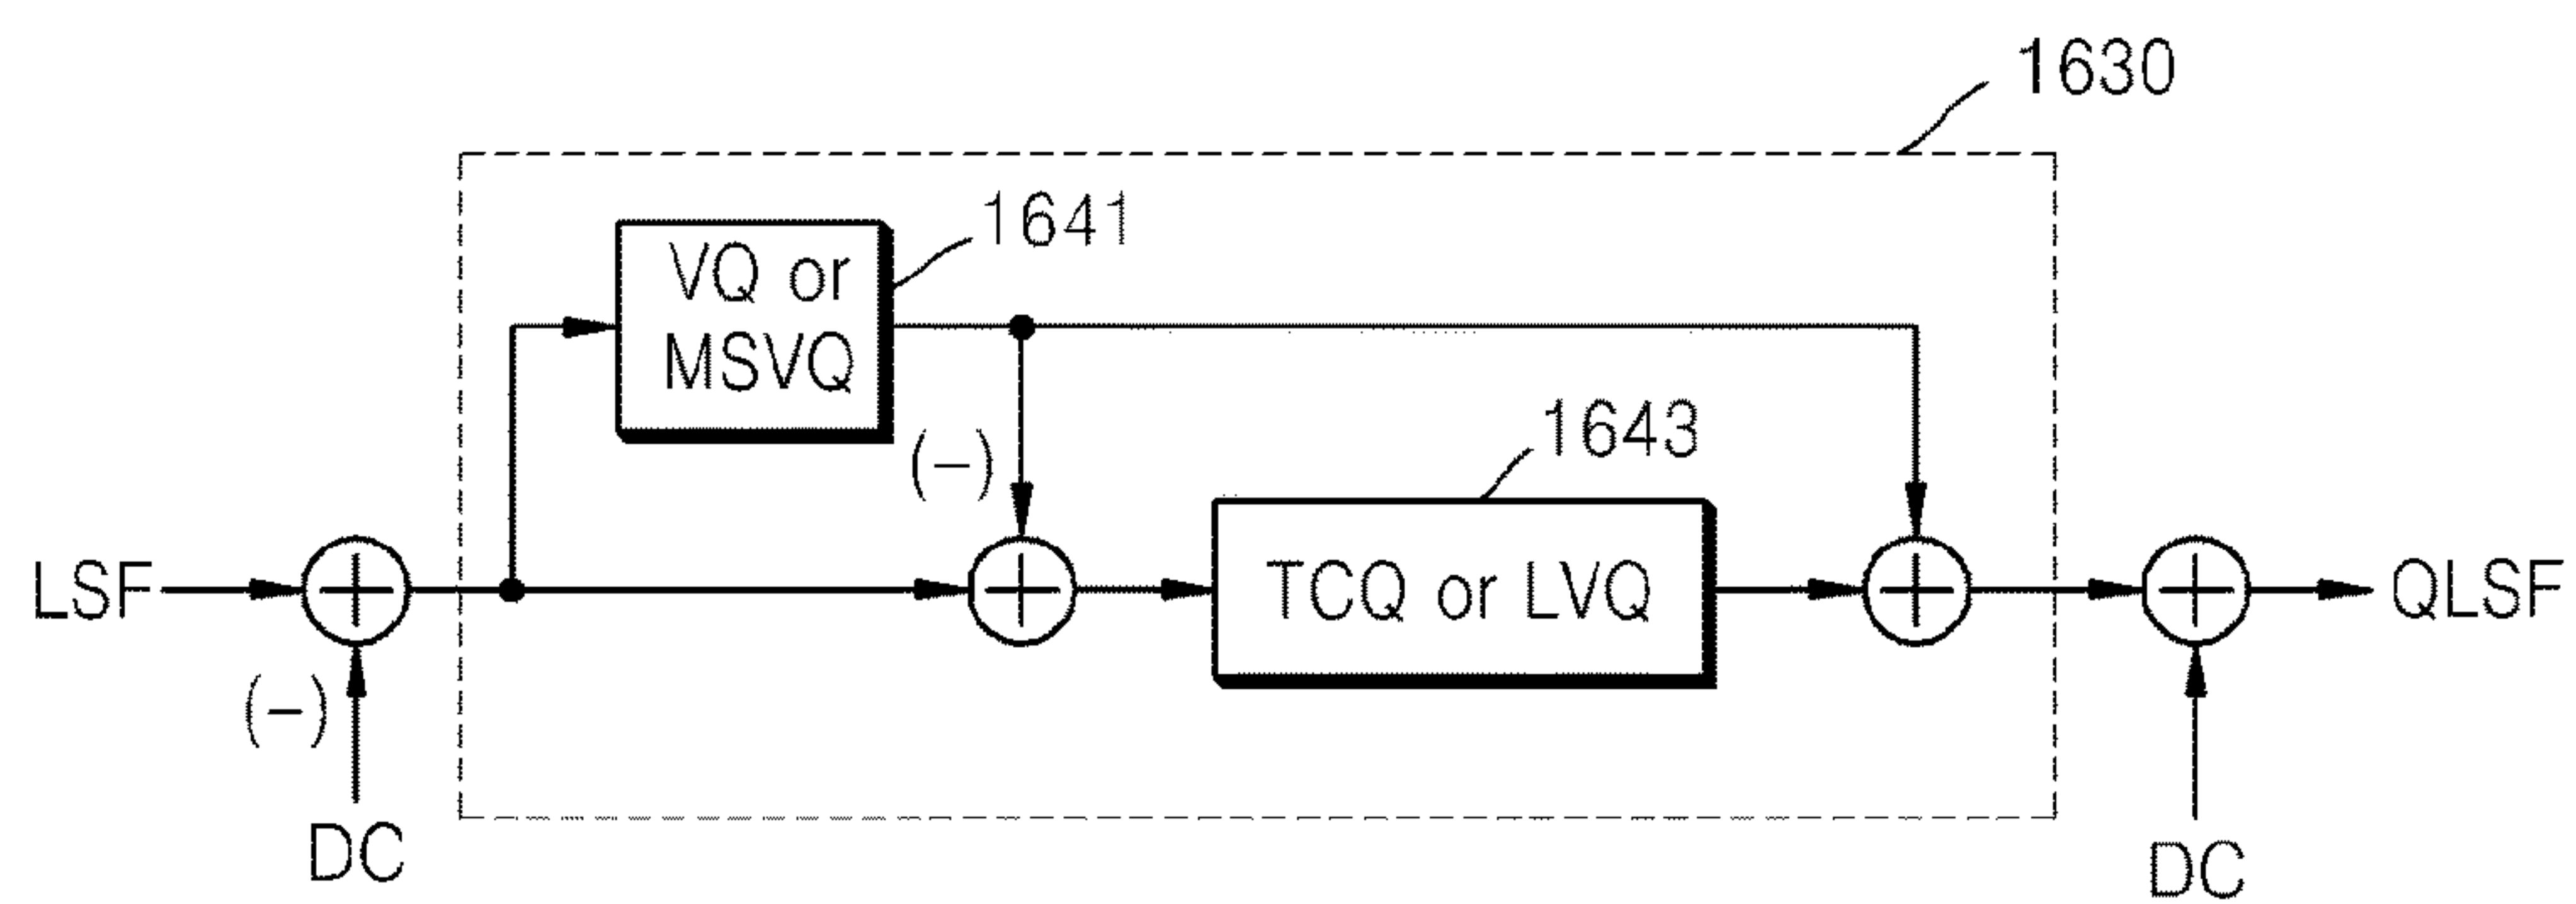 1630
1641
VQ or
MSVQ
1643
(−)
LSF
TCQ or LVQ
QLSF
(−)
DC
DC